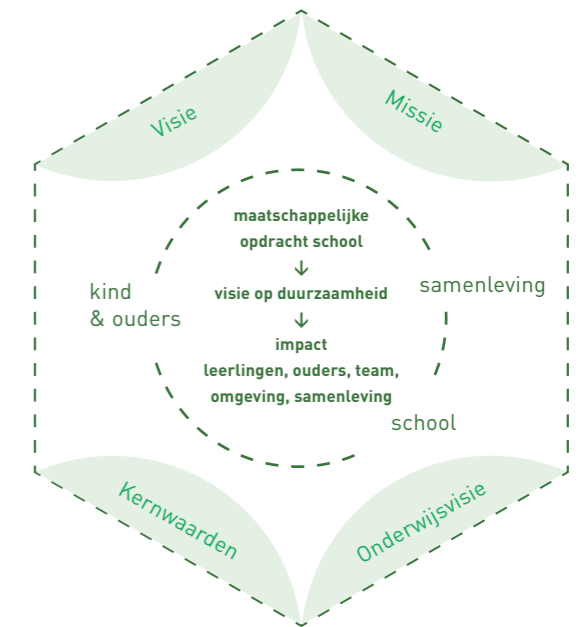 Visie
Missie
maatschappelijke
opdracht school
↓
visie op duurzaamheid
↓
impact
leerlingen, ouders, team,
omgeving, samenleving
kind
& ouders
samenleving
school
Kernwaarden
Onderwijsvisie